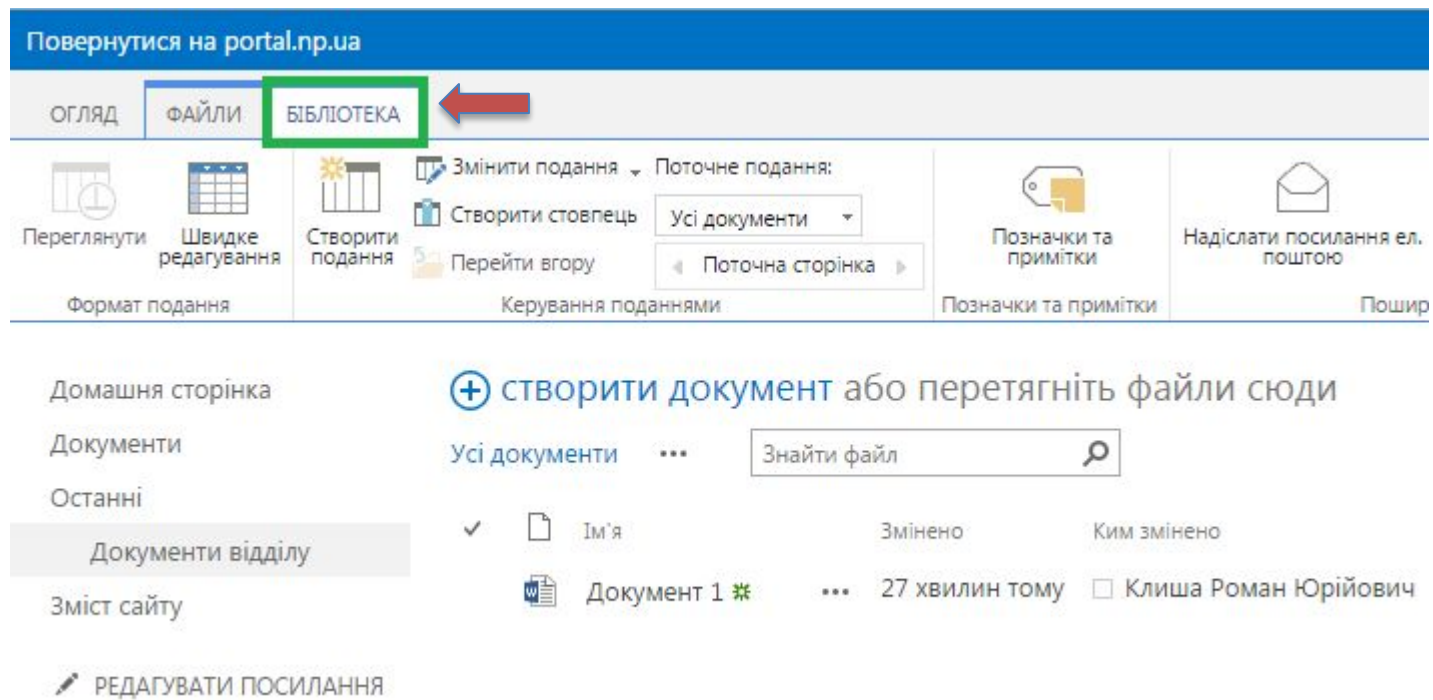 Повернутися на portal.np.ua
ОГЛЯД ФАЙЛИ БІБЛІОТЕКА
Переглянути
Швидке
редагування
Формат подання
Створити
подання
Змінити подання
Створити стовпець
Перейти вгору
Поточне подання:
Усі документи
Поточна сторінка
Керування поданнями
Позначки та
примітки
Позначки та примітки
Надіслати посилання ел.
поштою
Пошир
Домашня сторінка
Документи
Останні
Документи відділу
Зміст сайту
РЕДАГУВАТИ ПОСИЛАННЯ
створити документ або перетягніть файли сюди
Усі документи ••• Знайти файл
Ім'я Змінено Ким змінено
Документ 1 ••• 27 хвилин тому Клиша Роман Юрійович